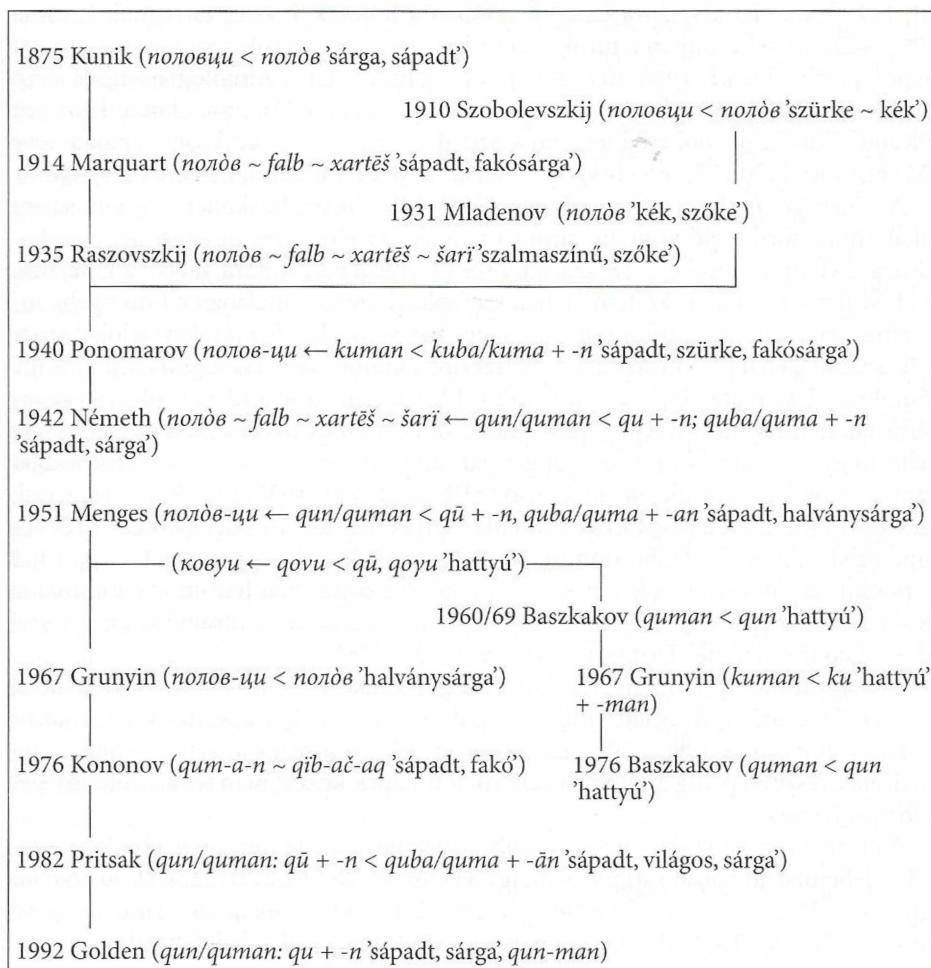 1875 Kunik (половци < полòв ’sárga, sápadt’)
1910 Szobolevszkij (половци < полòв ’szürke ~ kék’)
1914 Marquart (полòв ~ falb ~ xartēš ’sápadt, fakósárga’)
1931 Mladenov (полòв ’kék, szőke’)
1935 Raszovszkij (полòв ~ falb ~ xartēš ~ šarï ’szalmaszínű, szőke’)
1940 Ponomarov (полов-ци ← kuman < kuba/kuma + -n ’sápadt, szürke, fakósárga’)
1942 Németh (полòв ~ falb ~ xartēš ~ šarï ← qun/quman < qu + -n; quba/quma + -n
’sápadt, sárga’)
1951 Menges (полòв-ци ← qun/quman < qū + -n, quba/quma + -an ’sápadt, halványsárga’)
(ковуи ← qovu < qū, qoγu ’hattyú’)
1960/69 Baszkakov (quman < qun ’hattyú’)
1967 Grunyin (полов-ци < полòв ’halványsárga’)
1967 Grunyin (kuman < ku ’hattyú’
+ -man)
1976 Kononov (qum-a-n ~ qïb-ač-aq ’sápadt, fakó’)
1976 Baszkakov (quman < qun
’hattyú’)
1982 Pritsak (qun/quman: qū + -n < quba/quma + -ān ’sápadt, világos, sárga’)
1992 Golden (qun/quman: qu + -n ’sápadt, sárga’, qun-man)